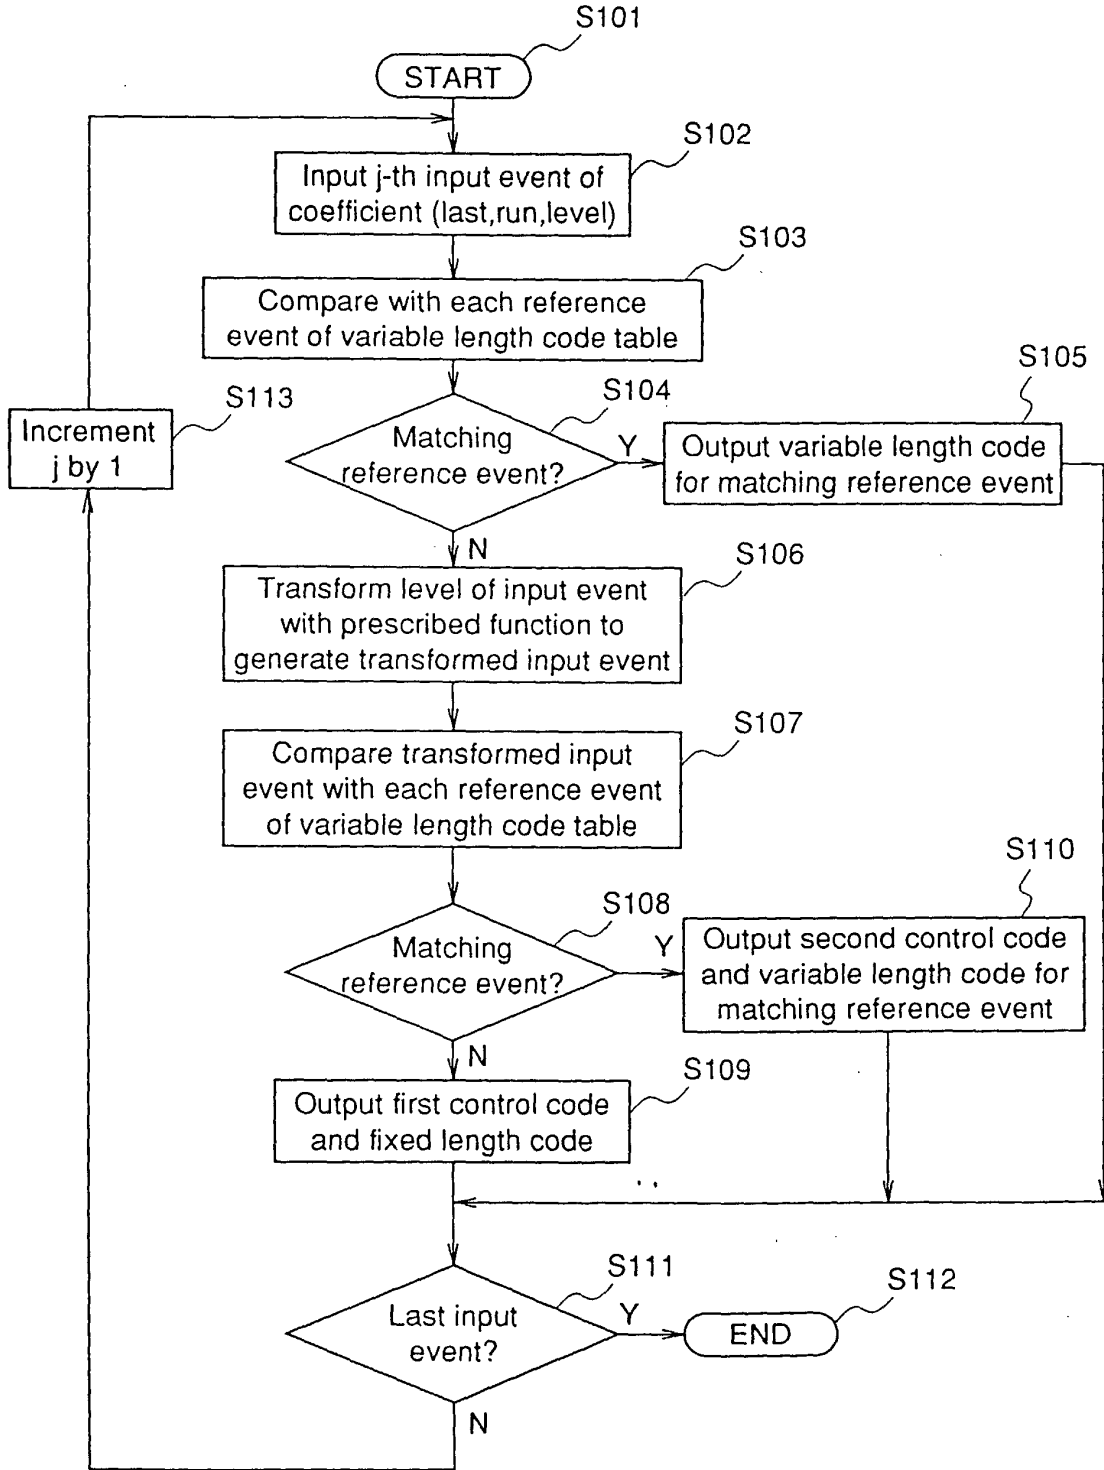 S101
START
S102
Input j-th input event of
coefficient (last,run,level)
S103
Compare with each reference
event of variable length code table
S104
Matching
reference event?
Y
S105
Output variable length code
for matching reference event
S113
Increment
j by 1
N
S106
Transform level of input event
with prescribed function to
generate transformed input event
S107
Compare transformed input
event with each reference event
of variable length code table
S108
Matching
reference event?
Y
S110
Output second control code
and variable length code for
matching reference event
N
S109
Output first control code
and fixed length code
S111
Last input
event?
Y
S112
END
N